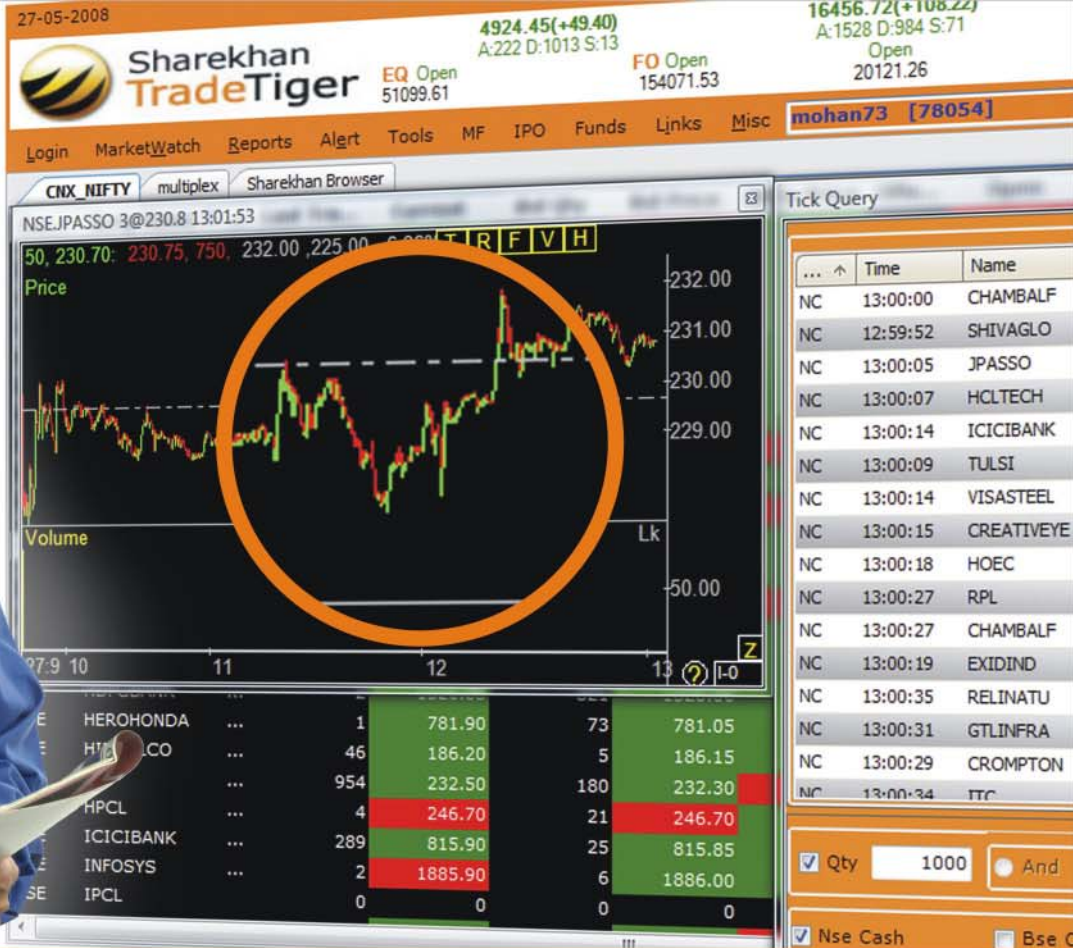 27-05-2008
Sharekhan
TradeTiger
4924.45(+49.40)
A:222 D:1013 S:13
EQ Open
51099.61
FO Open
154071.53
16456.72(+108.22)
A:1528 D:984 S:71
Open
20121.26
Login MarketWatch Reports Alert Tools MF IPO Funds Links Misc mohan73 [78054]
CNX_NIFTY multiplex Sharekhan Browser
NSE.JPASSO 3@230.8 13:01:53
50, 230.70: 230.75, 750, 232.00 ,225.00 T R F V H
Price
232.00
231.00
230.00
229.00
Volume
Lk
50.00
Z
27:9 10 11 12 13 ? I-0
HEROHONDA ... 1 781.90 73 781.05
... 46 186.20 5 186.15
954 232.50 180 232.30
HPCL ... 4 246.70 21 246.70
ICICIBANK ... 289 815.90 25 815.85
INFOSYS ... 2 1885.90 6 1886.00
SE IPCL 0 0 0 0
Tick Query
... Time Name
NC 13:00:00 CHAMBALF
NC 12:59:52 SHIVAGLO
NC 13:00:05 JPASSO
NC 13:00:07 HCLTECH
NC 13:00:14 ICICIBANK
NC 13:00:09 TULSI
NC 13:00:14 VISASTEEL
NC 13:00:15 CREATIVEYE
NC 13:00:18 HOEC
NC 13:00:27 RPL
NC 13:00:27 CHAMBALF
NC 13:00:19 EXIDIND
NC 13:00:35 RELINATU
NC 13:00:31 GTLINFRA
NC 13:00:29 CROMPTON
NC 13:00:34 ITC
Qty 1000 And
Nse Cash Bse